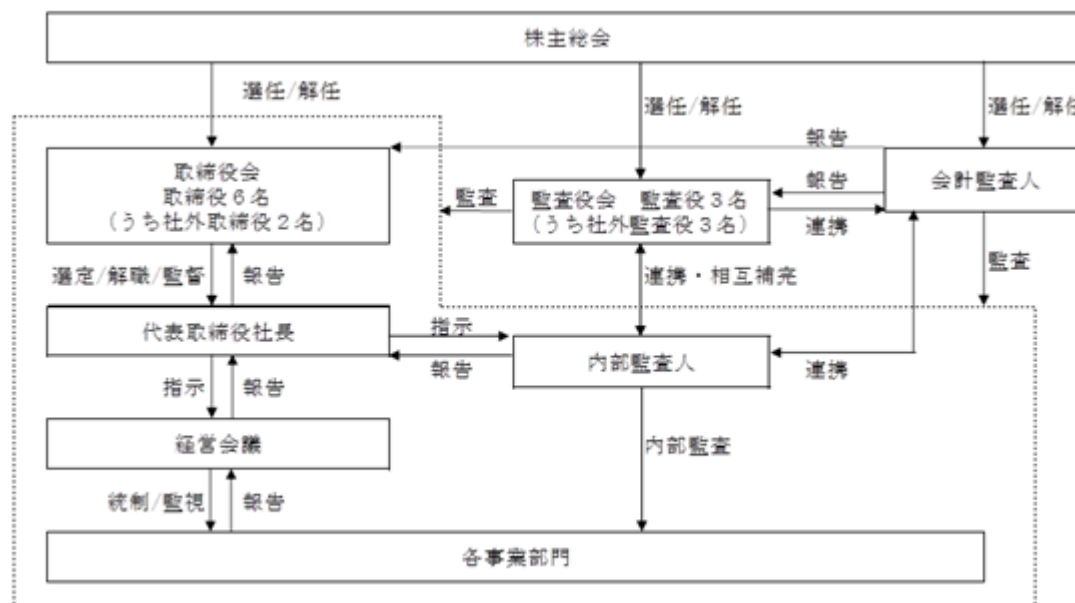 株主総会
選任/解任
選任/解任
選任/解任
報告
取締役会
取締役6名
(うち社外取締役2名)
監査
監査役会 監査役3名
(うち社外監査役3名)
報告
連携
会計監査人
選定/解職/監督
報告
連携・相互補完
監査
代表取締役社長
指示
報告
内部監査人
連携
指示
報告
経営会議
内部監査
統制/監視
報告
各事業部門